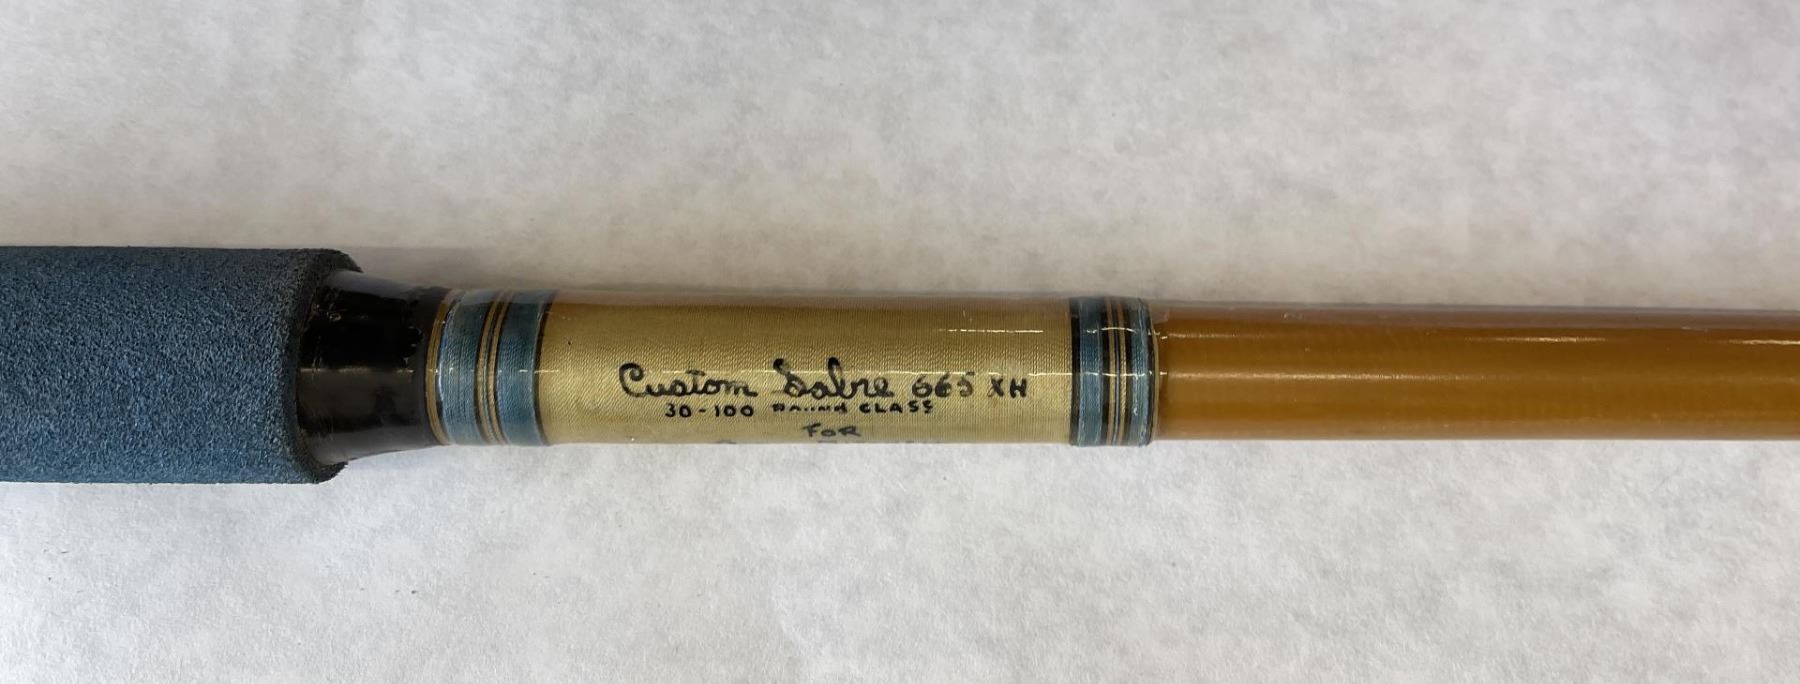 Custom Sabre 665 XH
30-100 CLASS
FOR